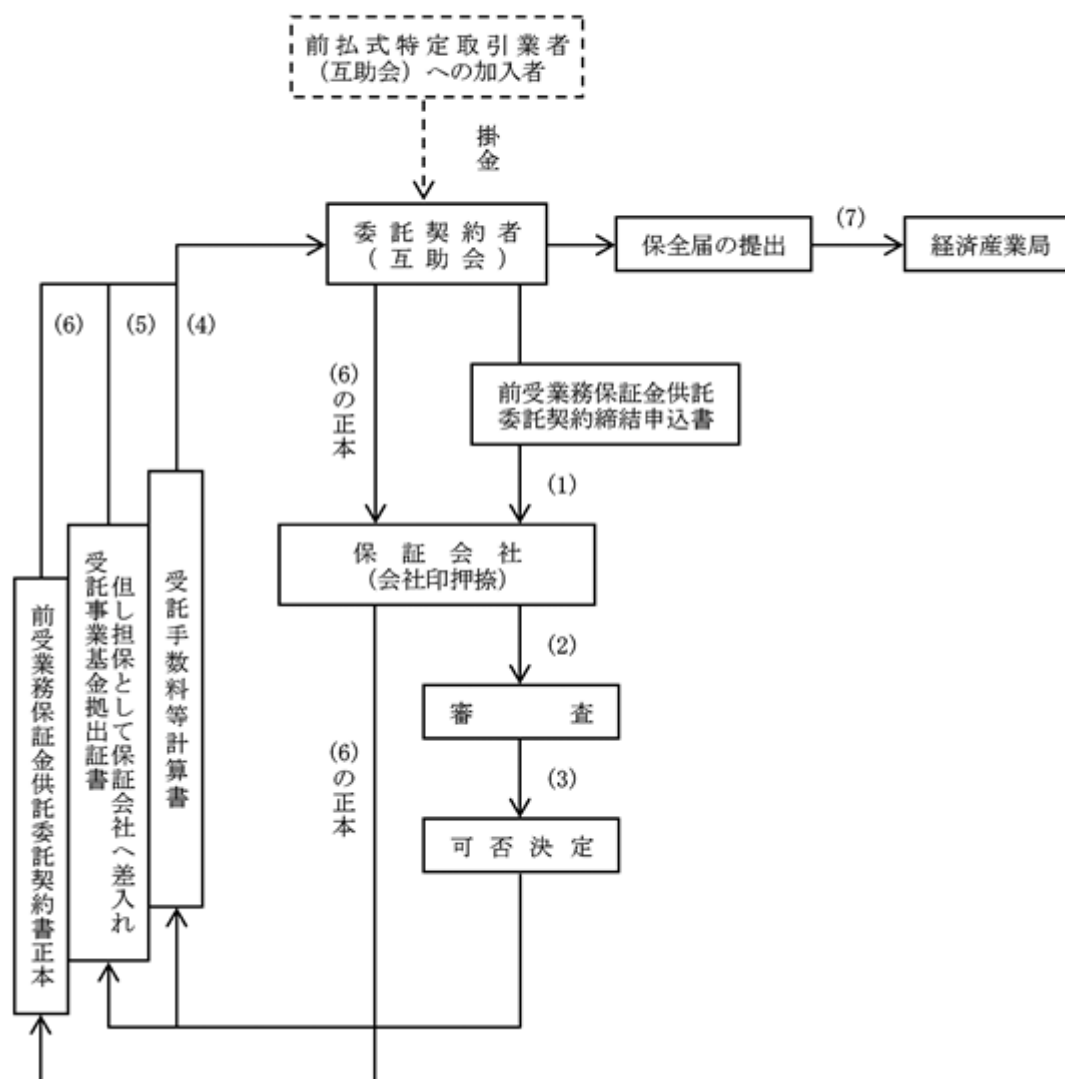 前払式特定取引業者
(互助会)への加入者
掛金
委託契約者
(互助会)
保全届の提出
(7)
経済産業局
(6)
(5)
(4)
(6)の正本
前受業務保証金供託
委託契約締結申込書
(1)
保証会社
(会社印押捺)
(2)
審査
(3)
可否決定
(6)の正本
受託手数料等計算書
但し担保として保証会社へ差入れ
受託事業基金拠出証書
前受業務保証金供託委託契約書正本